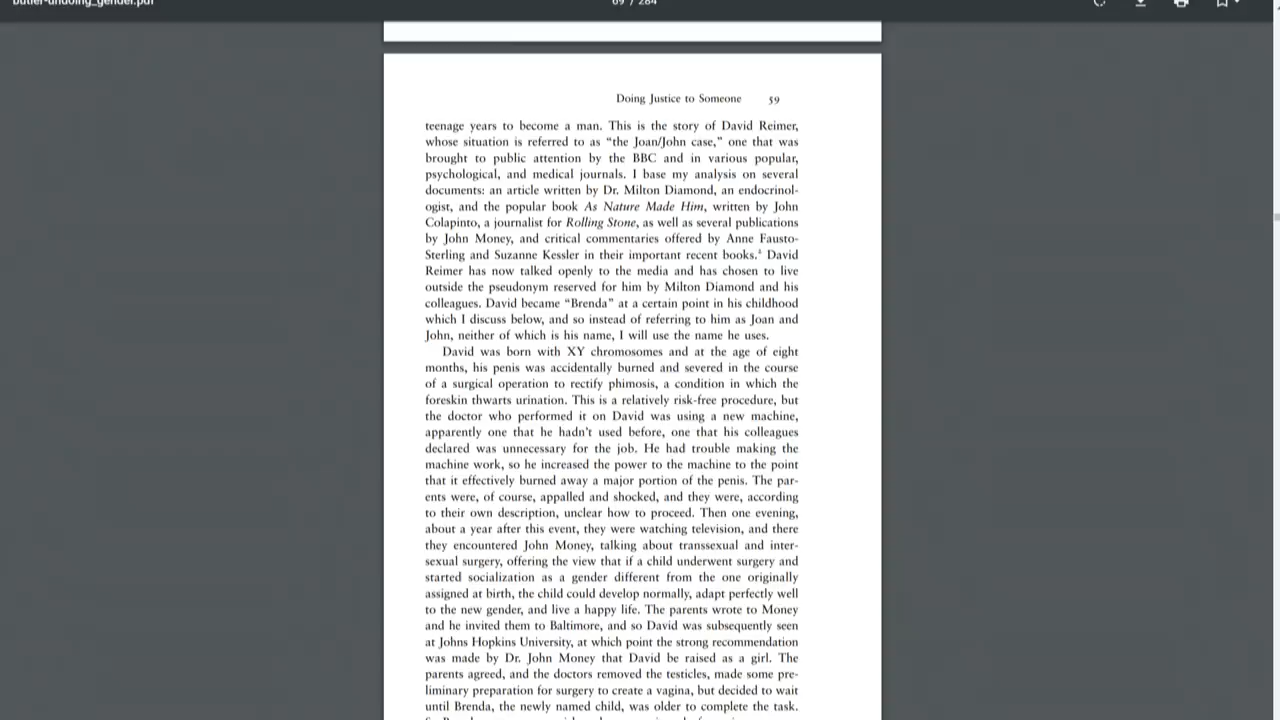 butler-undoing_gender.pdf
69 / 284
Doing Justice to Someone 59
teenage years to become a man. This is the story of David Reimer,
whose situation is referred to as “the Joan/John case,” one that was
brought to public attention by the BBC and in various popular,
psychological, and medical journals. I base my analysis on several
documents: an article written by Dr. Milton Diamond, an endocrinol-
ogist, and the popular book As Nature Made Him, written by John
Colapinto, a journalist for Rolling Stone, as well as several publications
by John Money, and critical commentaries offered by Anne Fausto-
Sterling and Suzanne Kessler in their important recent books. David
Reimer has now talked openly to the media and has chosen to live
outside the pseudonym reserved for him by Milton Diamond and his
colleagues. David became “Brenda” at a certain point in his childhood
which I discuss below, and so instead of referring to him as Joan and
John, neither of which is his name, I will use the name he uses.
David was born with XY chromosomes and at the age of eight
months, his penis was accidentally burned and severed in the course
of a surgical operation to rectify phimosis, a condition in which the
foreskin thwarts urination. This is a relatively risk-free procedure, but
the doctor who performed it on David was using a new machine,
apparently one that he hadn’t used before, one that his colleagues
declared was unnecessary for the job. He had trouble making the
machine work, so he increased the power to the machine to the point
that it effectively burned away a major portion of the penis. The par-
ents were, of course, appalled and shocked, and they were, according
to their own description, unclear how to proceed. Then one evening,
about a year after this event, they were watching television, and there
they encountered John Money, talking about transsexual and inter-
sexual surgery, offering the view that if a child underwent surgery and
started socialization as a gender different from the one originally
assigned at birth, the child could develop normally, adapt perfectly well
to the new gender, and live a happy life. The parents wrote to Money
and he invited them to Baltimore, and so David was subsequently seen
at Johns Hopkins University, at which point the strong recommendation
was made by Dr. John Money that David be raised as a girl. The
parents agreed, and the doctors removed the testicles, made some pre-
liminary preparation for surgery to create a vagina, but decided to wait
until Brenda, the newly named child, was older to complete the task.